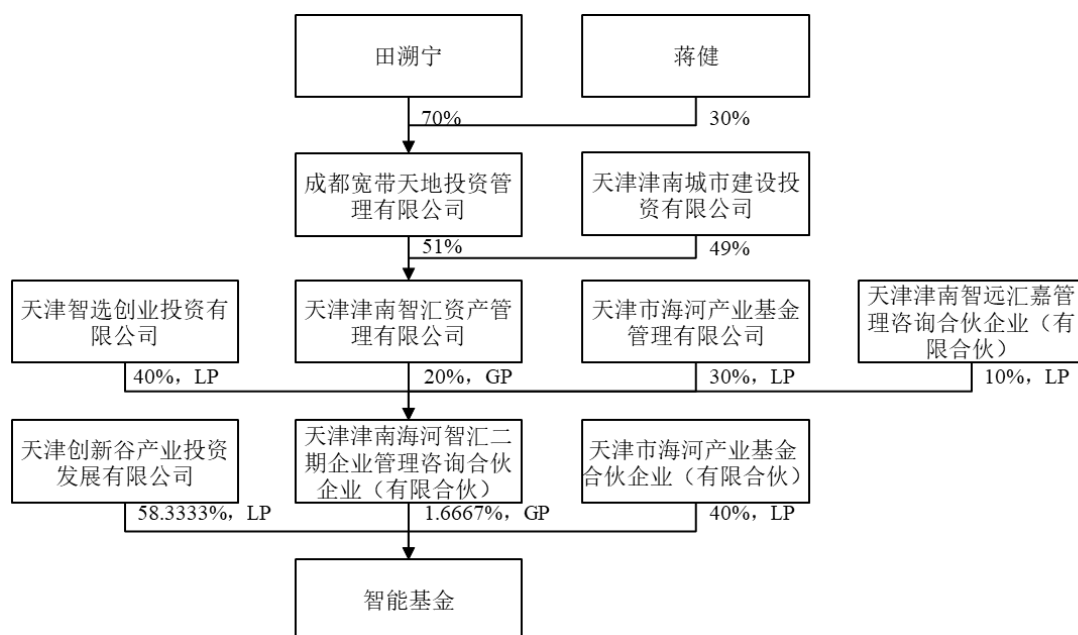 田溯宁
蒋健
70%
30%
成都宽带天地投资管
理有限公司
天津津南城市建设投
资有限公司
51%
49%
天津智选创业投资有
限公司
天津津南智汇资产管
理有限公司
天津市海河产业基金
管理有限公司
天津津南智远汇嘉管
理咨询合伙企业（有
限合伙）
40%，LP
20%，GP
30%，LP
10%，LP
天津创新谷产业投资
发展有限公司
天津津南海河智汇二
期企业管理咨询合伙
企业（有限合伙）
天津市海河产业基金
合伙企业（有限合伙）
58.3333%，LP
1.6667%，GP
40%，LP
智能基金